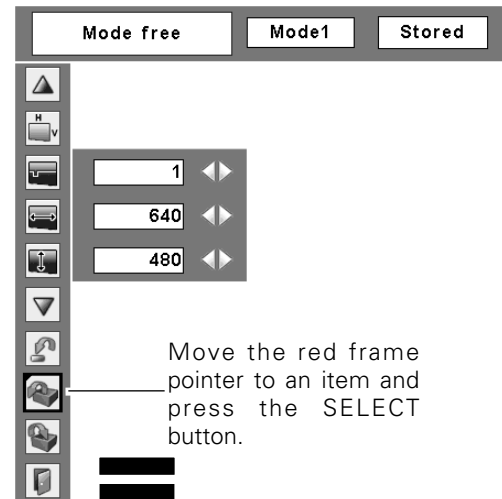 Mode free Mode1 Stored
H
V
1
640
480
Move the red frame
pointer to an item and
press the SELECT
button.